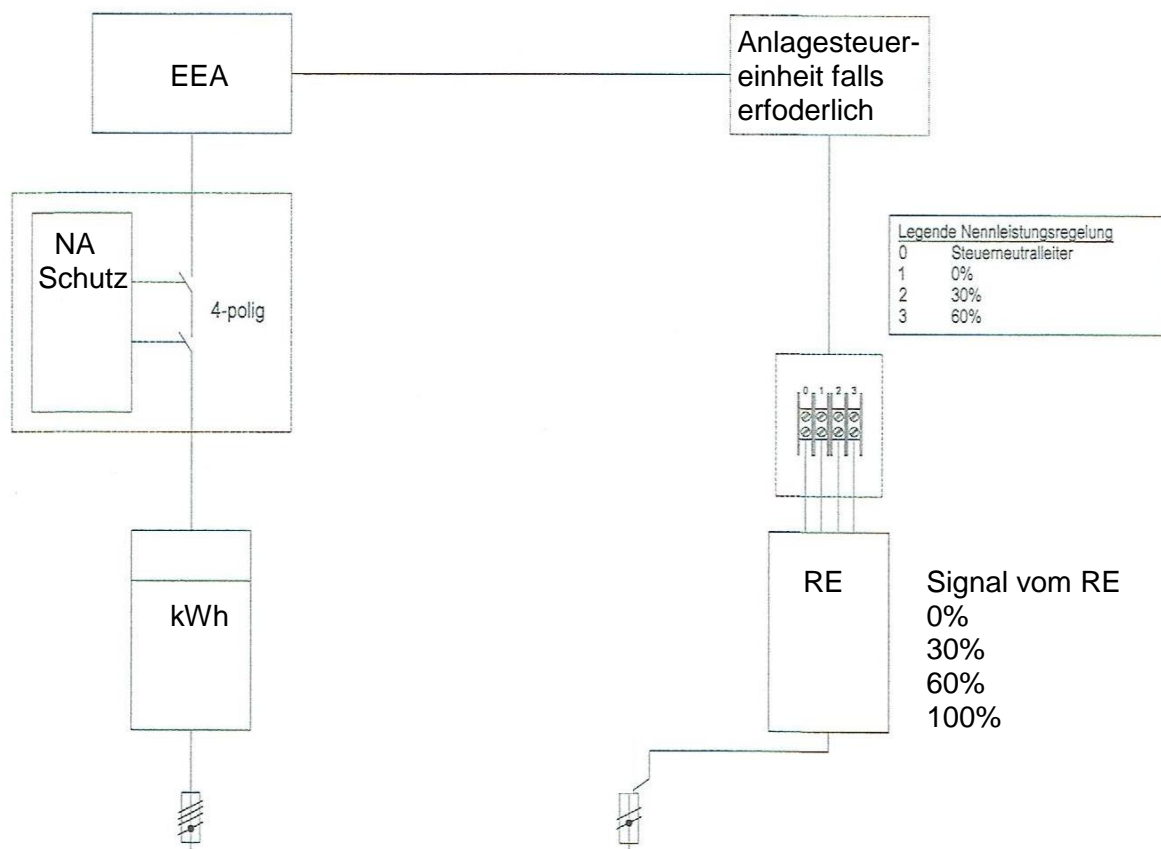 EEA
Anlagesteuer-
einheit falls
erfoderlich
NA
Schutz
4-polig
Legende Nennleistungsregelung
0 Steuerneutralleiter
1 0%
2 30%
3 60%
0 1 2 3
kWh
RE
Signal vom RE
0%
30%
60%
100%